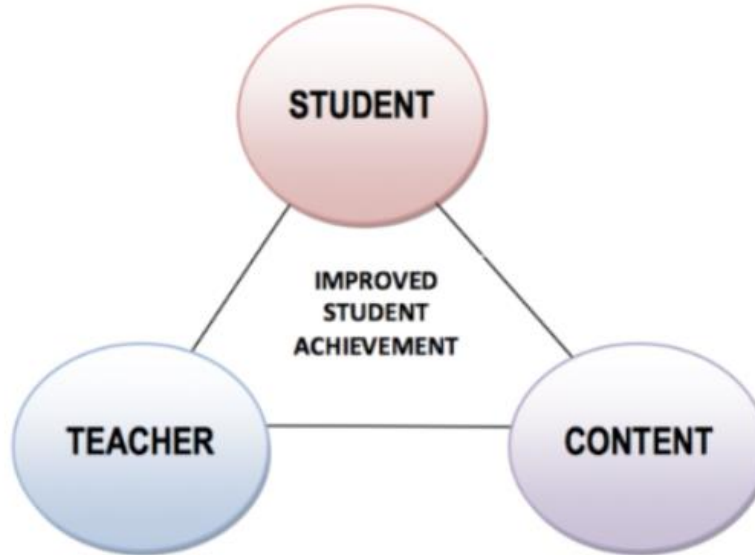 STUDENT
IMPROVED
STUDENT
ACHIEVEMENT
TEACHER
CONTENT